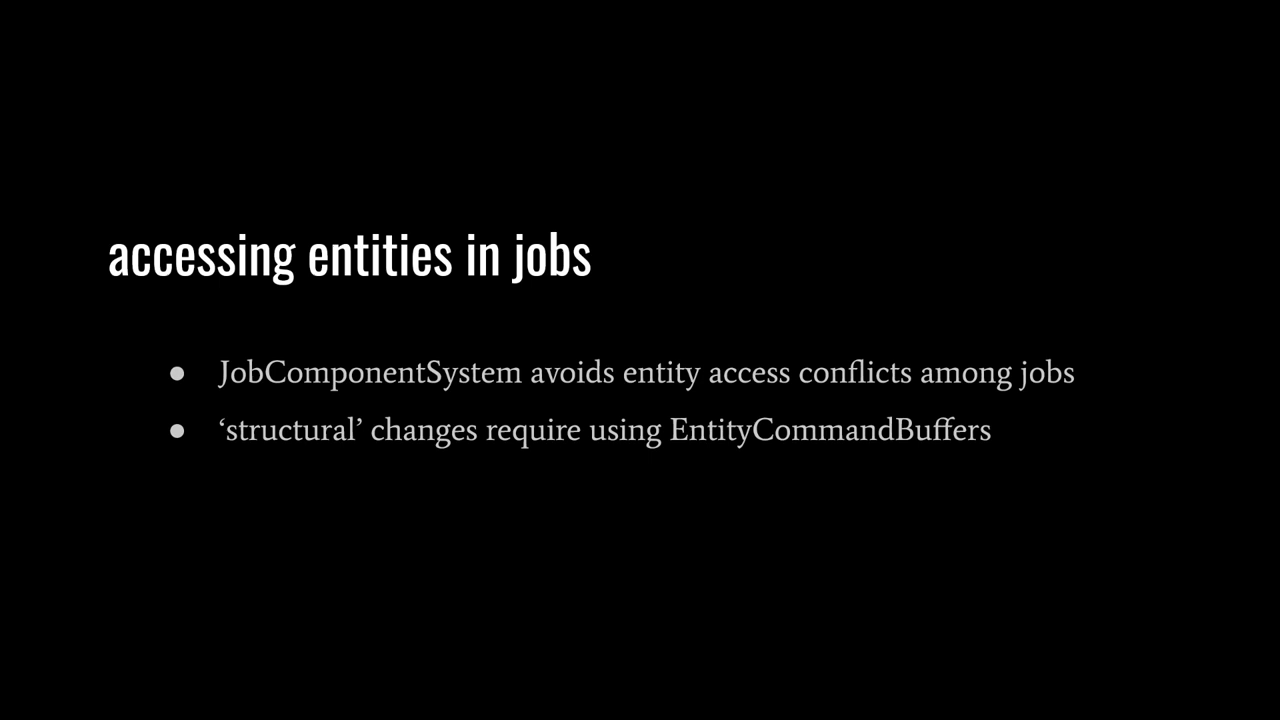 accessing entities in jobs
● JobComponentSystem avoids entity access conflicts among jobs
● ‘structural’ changes require using EntityCommandBuffers